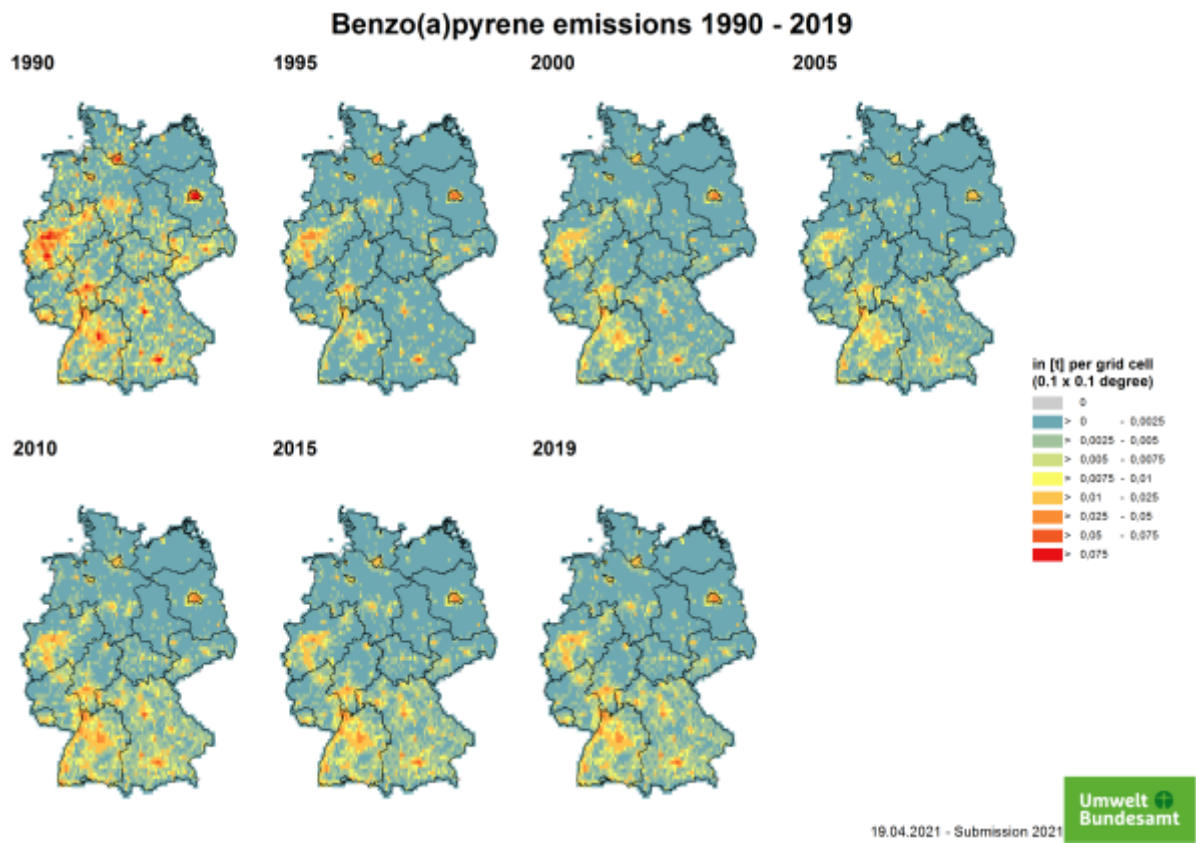 Benzo(a)pyrene emissions 1990 - 2019
1990
1995
2000
2005
2010
2015
2019
in [t] per grid cell
(0.1 x 0.1 degree)
0
> 0 - 0,0025
> 0,0025 - 0,005
> 0,005 - 0,0075
> 0,0075 - 0,01
> 0,01 - 0,025
> 0,025 - 0,05
> 0,05 - 0,075
> 0,075
19.04.2021 - Submission 2021
Umwelt
Bundesamt